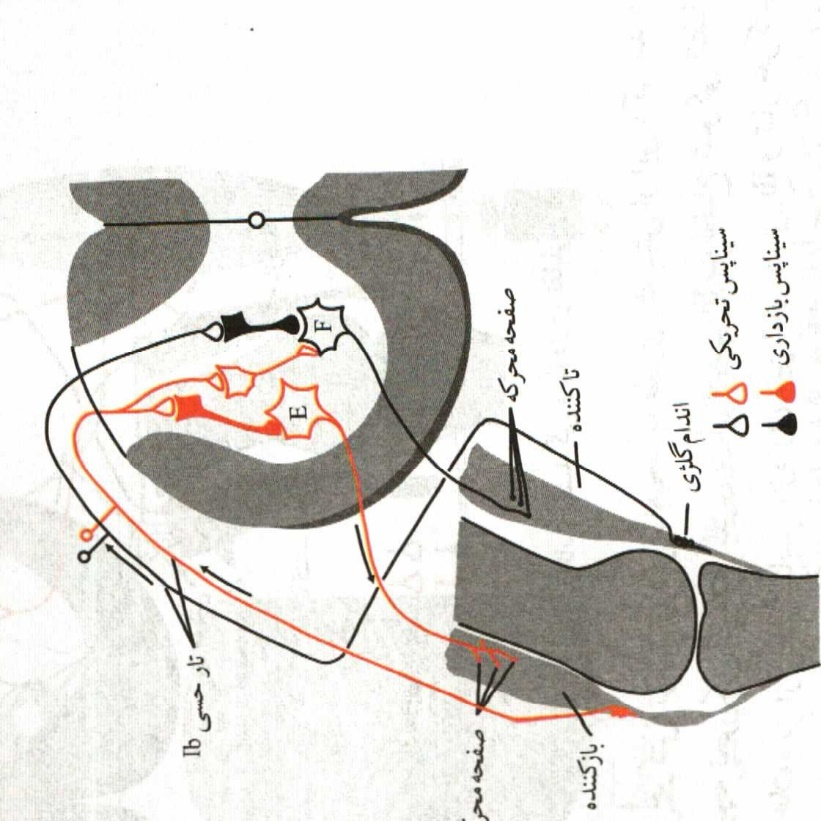 صفحه محرکه
تاکننده
اندام گلژی
سیناپس تحریکی
سیناپس بازداری
F
E
تار حسی Ib
بازکننده